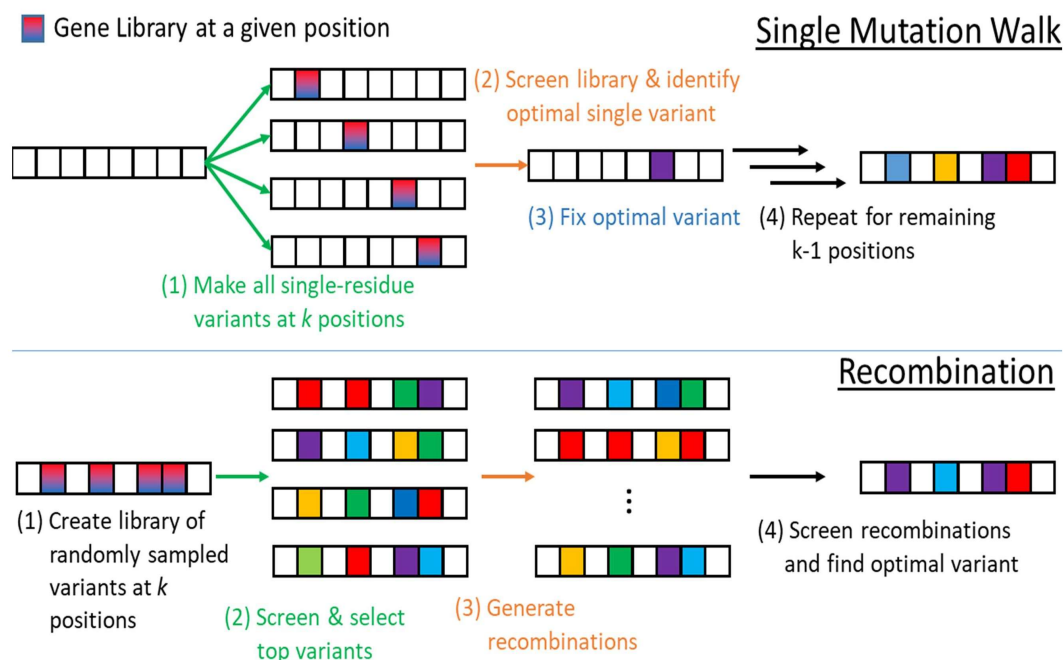 Gene Library at a given position
Single Mutation Walk
(2) Screen library & identify
optimal single variant
(3) Fix optimal variant
(4) Repeat for remaining
k-1 positions
(1) Make all single-residue
variants at k positions
Recombination
(1) Create library of
randomly sampled
variants at k
positions
(2) Screen & select
top variants
(3) Generate
recombinations
(4) Screen recombinations
and find optimal variant